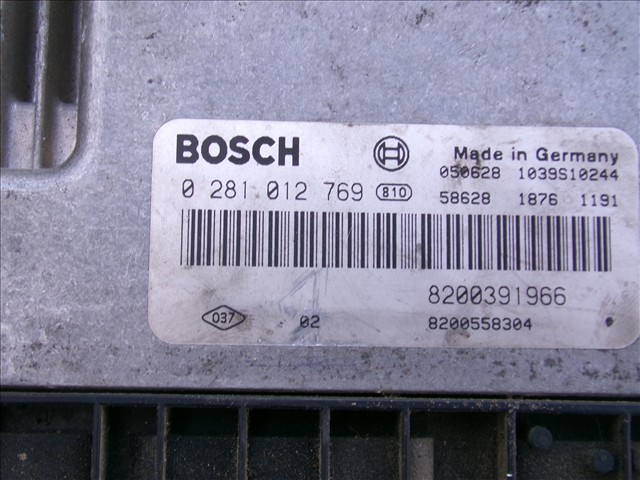 BOSCH
Made in Germany
050628 1039S10244
0 281 012 769 810
58628 1876 1191
8200391966
037 02 8200558304